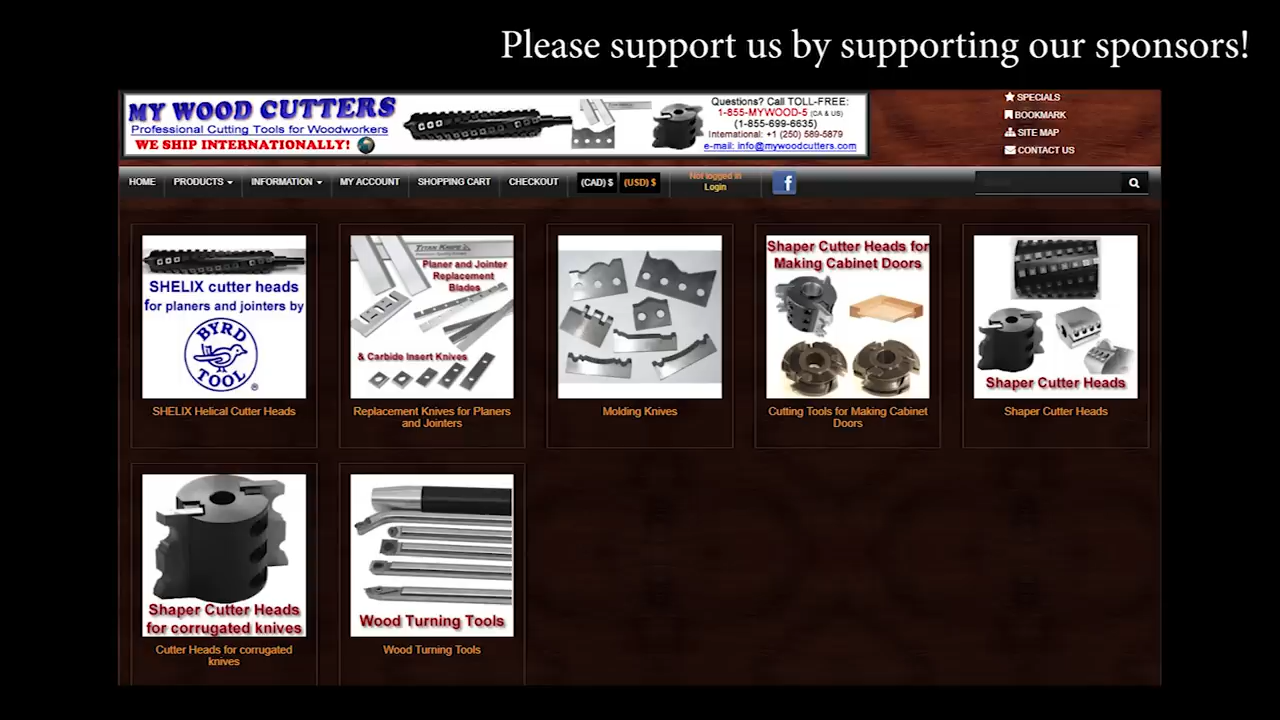 Please support us by supporting our sponsors!
MY WOOD CUTTERS
Professional Cutting Tools for Woodworkers
WE SHIP INTERNATIONALLY!
Questions? Call TOLL-FREE:
1-855-MYWOOD-5 (CA & US)
(1-855-699-6635)
International: +1 (250) 589-5879
e-mail: info@mywoodcutters.com
SPECIALS
BOOKMARK
SITE MAP
CONTACT US
HOME PRODUCTS INFORMATION MY ACCOUNT SHOPPING CART CHECKOUT (CAD) $ (USD) $
Not logged in
Login
f
SHELIX cutter heads
for planers and jointers by
BYRD
TOOL
®
SHELIX Helical Cutter Heads
TITAN KNIFE
Planer and Jointer
Replacement
Blades
& Carbide Insert Knives
Replacement Knives for Planers
and Jointers
Molding Knives
Shaper Cutter Heads for
Making Cabinet Doors
Cutting Tools for Making Cabinet
Doors
Shaper Cutter Heads
Shaper Cutter Heads
Shaper Cutter Heads
for corrugated knives
Cutter Heads for corrugated
knives
Wood Turning Tools
Wood Turning Tools